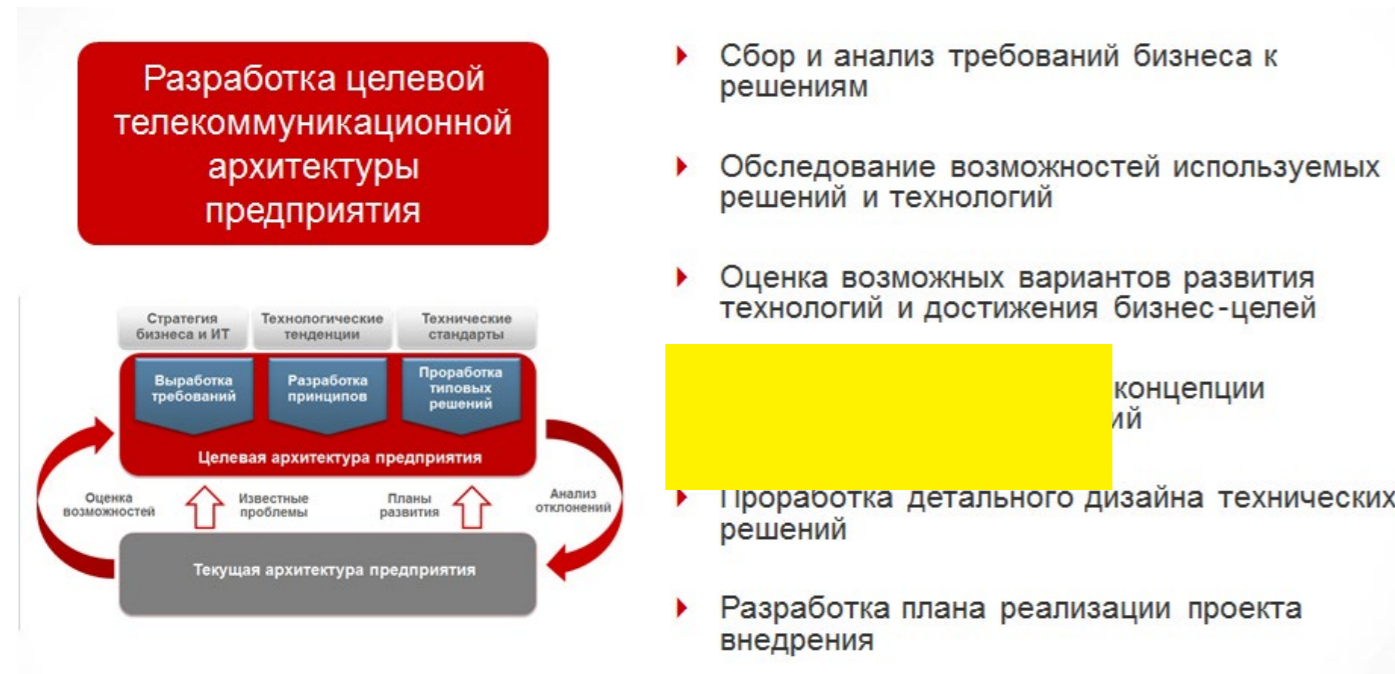 Разработка целевой
телекоммуникационной
архитектуры
предприятия
Стратегия
бизнеса и ИТ
Технологические
тенденции
Технические
стандарты
Выработка
требований
Разработка
принципов
Проработка
типовых
решений
Целевая архитектура предприятия
Оценка
возможностей
Известные
проблемы
Планы
развития
Анализ
отклонений
Текущая архитектура предприятия
Сбор и анализ требований бизнеса к
решениям
Обследование возможностей используемых
решений и технологий
Оценка возможных вариантов развития
технологий и достижения бизнес-целей
концепции
Проработка детального дизайна технических
решений
Разработка плана реализации проекта
внедрения